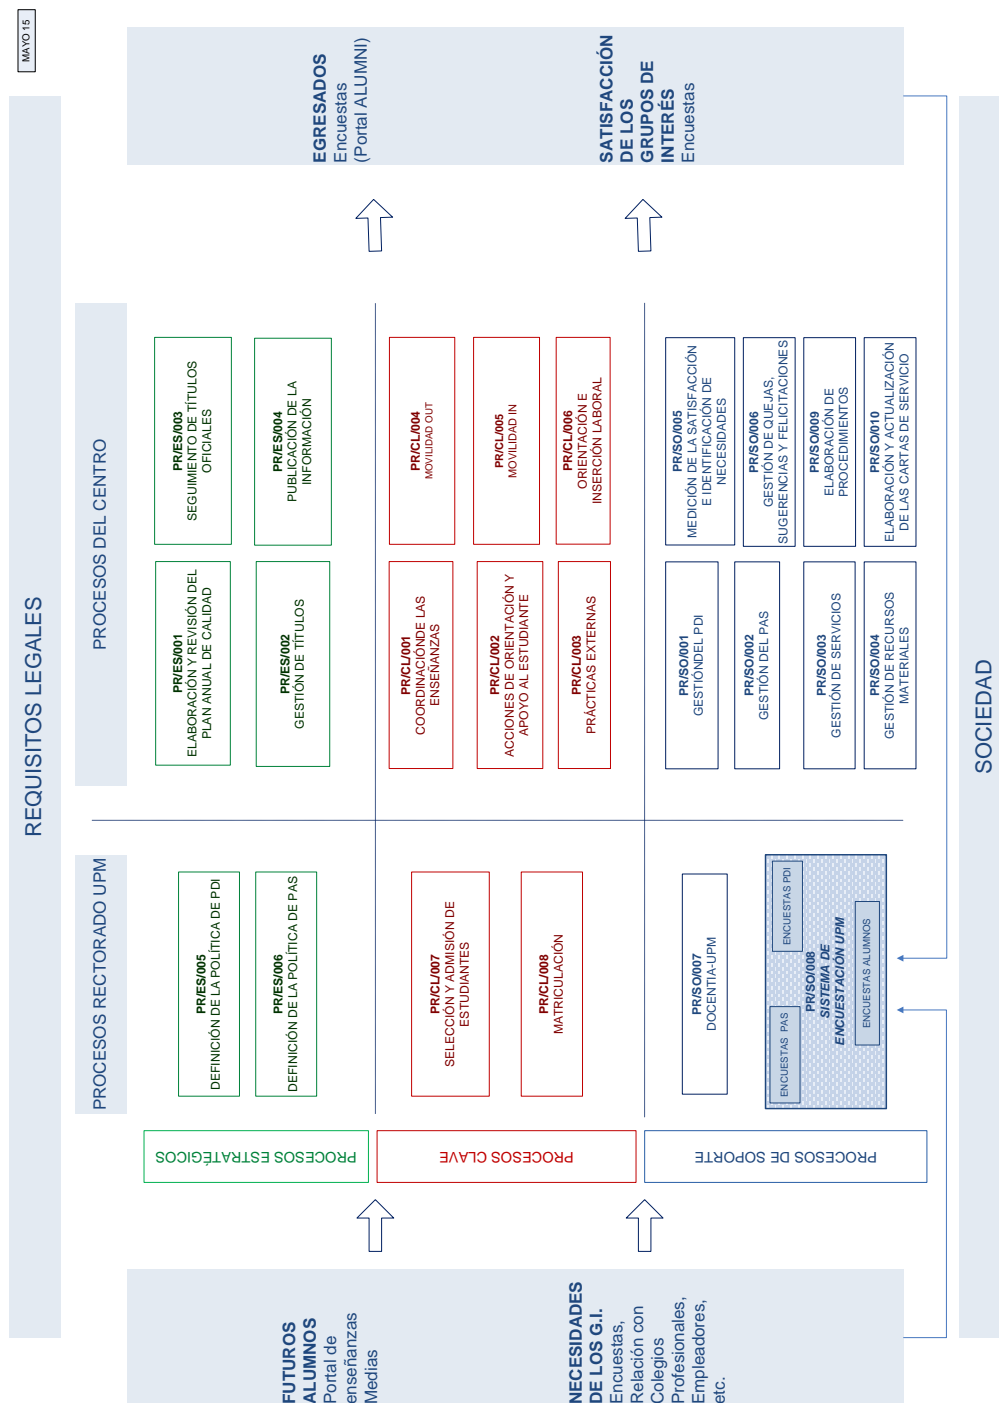 MAYO 15
REQUISITOS LEGALES
PROCESOS RECTORADO UPM
PROCESOS DEL CENTRO
FUTUROS
ALUMNOS
Portal de
enseñanzas
Medias
NECESIDADES
DE LOS G.I.
Encuestas,
Relación con
Colegios
Profesionales,
Empleadores,
etc.
PROCESOS ESTRATÉGICOS
PR/ES/005
DEFINICIÓN DE LA POLÍTICA DE PDI
PR/ES/006
DEFINICIÓN DE LA POLÍTICA DE PAS
PR/ES/001
ELABORACIÓN Y REVISIÓN DEL
PLAN ANUAL DE CALIDAD
PR/ES/002
GESTIÓN DE TÍTULOS
PR/ES/003
SEGUIMIENTO DE TÍTULOS
OFICIALES
PR/ES/004
PUBLICACIÓN DE LA
INFORMACIÓN
PROCESOS CLAVE
PR/CL/007
SELECCIÓN Y ADMISIÓN DE
ESTUDIANTES
PR/CL/008
MATRICULACIÓN
PR/CL/001
COORDINACIÓNDE LAS
ENSEÑANZAS
PR/CL/002
ACCIONES DE ORIENTACIÓN Y
APOYO AL ESTUDIANTE
PR/CL/003
PRÁCTICAS EXTERNAS
PR/CL/004
MOVILIDAD OUT
PR/CL/005
MOVILIDAD IN
PR/CL/006
ORIENTACIÓN E
INSERCIÓN LABORAL
PROCESOS DE SOPORTE
PR/SO/007
DOCENTIA-UPM
PR/SO/008
SISTEMA DE
ENCUESTACIÓN UPM
ENCUESTAS PAS
ENCUESTAS PDI
ENCUESTAS ALUMNOS
PR/SO/001
GESTIÓNDEL PDI
PR/SO/002
GESTIÓN DEL PAS
PR/SO/003
GESTIÓN DE SERVICIOS
PR/SO/004
GESTIÓN DE RECURSOS
MATERIALES
PR/SO/005
MEDICIÓN DE LA SATISFACCIÓN
E IDENTIFICACIÓN DE
NECESIDADES
PR/SO/006
GESTIÓN DE QUEJAS,
SUGERENCIAS Y FELICITACIONES
PR/SO/009
ELABORACIÓN DE
PROCEDIMIENTOS
PR/SO/010
ELABORACIÓN Y ACTUALIZACIÓN
DE LAS CARTAS DE SERVICIO
EGRESADOS
Encuestas
(Portal ALUMNI)
SATISFACCIÓN
DE LOS
GRUPOS DE
INTERÉS
Encuestas
SOCIEDAD